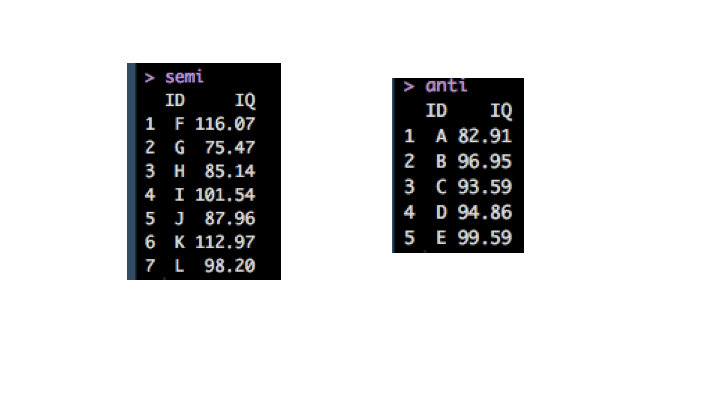 > semi
ID IQ
1 F 116.07
2 G 75.47
3 H 85.14
4 I 101.54
5 J 87.96
6 K 112.97
7 L 98.20
> anti
ID IQ
1 A 82.91
2 B 96.95
3 C 93.59
4 D 94.86
5 E 99.59